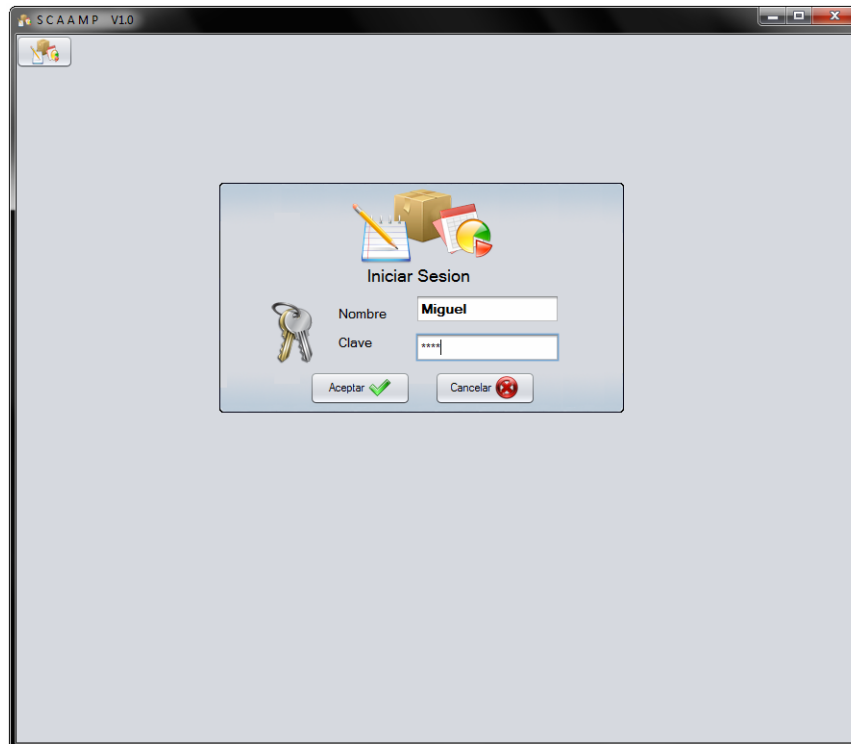 SCAAMP V1.0
Iniciar Sesion
Nombre Miguel
Clave ****
Aceptar Cancelar